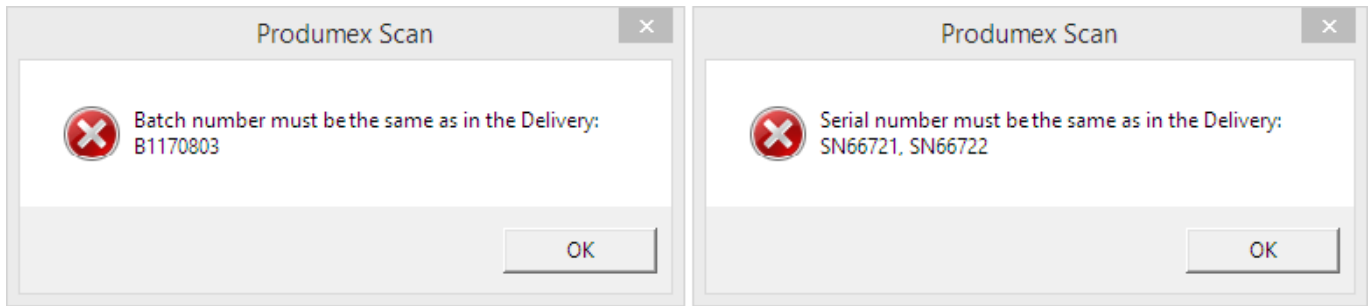 Produmex Scan
Batch number must be the same as in the Delivery:
B1170803
OK
Produmex Scan
Serial number must be the same as in the Delivery:
SN66721, SN66722
OK